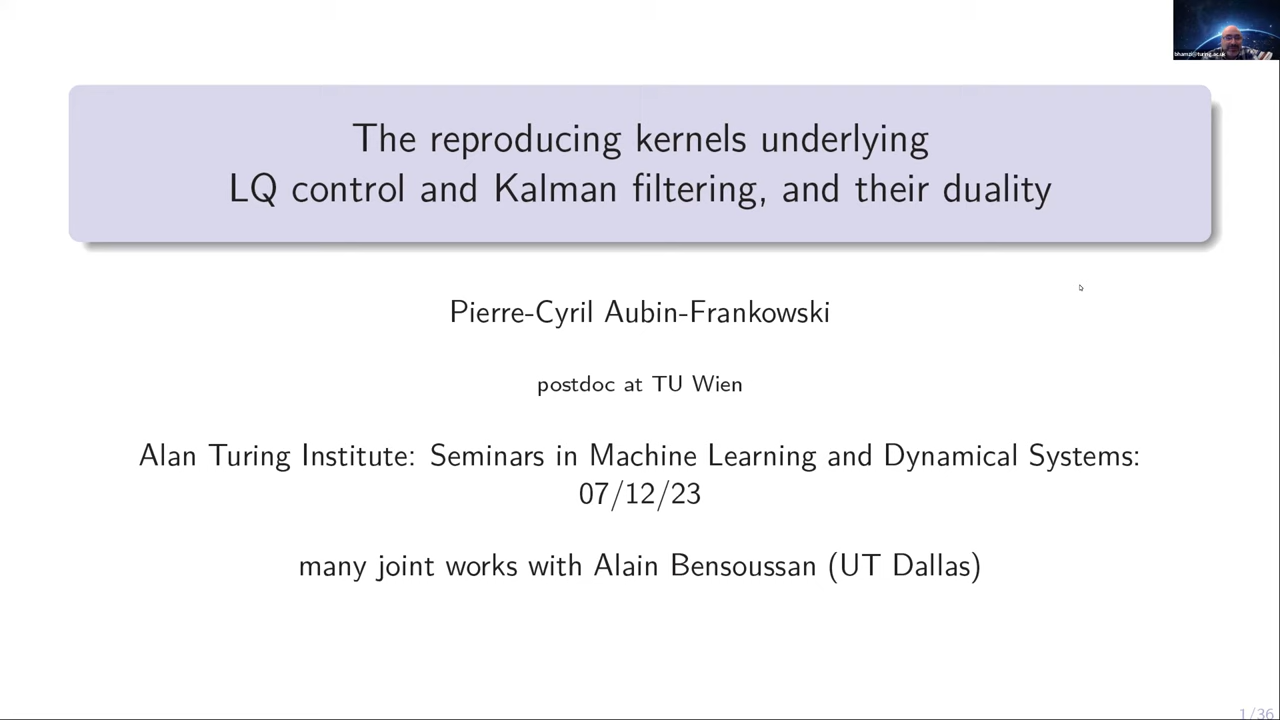 The reproducing kernels underlying
LQ control and Kalman filtering, and their duality
Pierre-Cyril Aubin-Frankowski
postdoc at TU Wien
Alan Turing Institute: Seminars in Machine Learning and Dynamical Systems:
07/12/23
many joint works with Alain Bensoussan (UT Dallas)
1/36